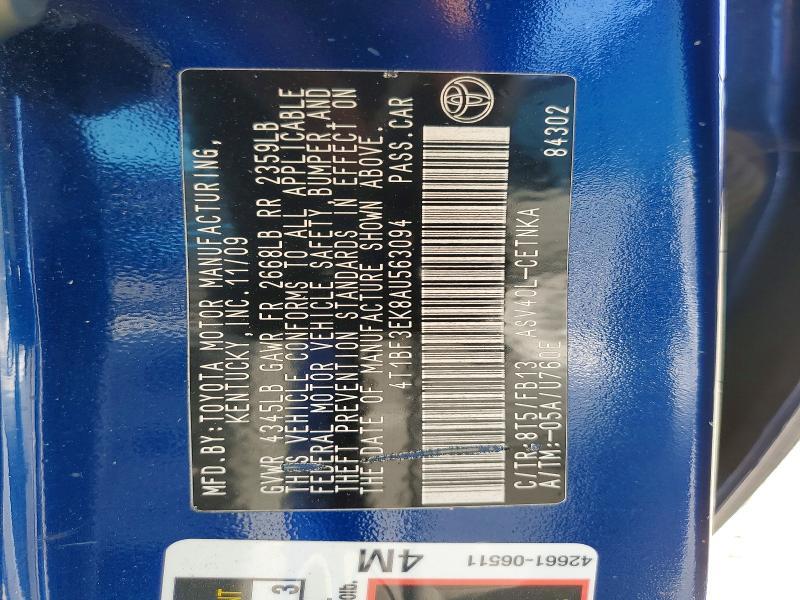 MFD.BY:TOYOTA MOTOR MANUFACTURING,
KENTUCKY, INC. 11/09
GVWR 4345LB GAWR FR 2668LB RR 2359LB
THIS VEHICLE CONFORMS TO ALL APPLICABLE
FEDERAL MOTOR VEHICLE SAFETY, BUMPER,AND
THEFT PREVENTION STANDARDS IN EFFECT ON
THE DATE OF MANUFACTURE SHOWN ABOVE.
4T1BF3EK8AU563094 PASS.CAR
C/TR:8T5/FB13 ASV40L-CETNKA
A/TM:-05A/U760E 84302
4M
42661-06511
3
lb.